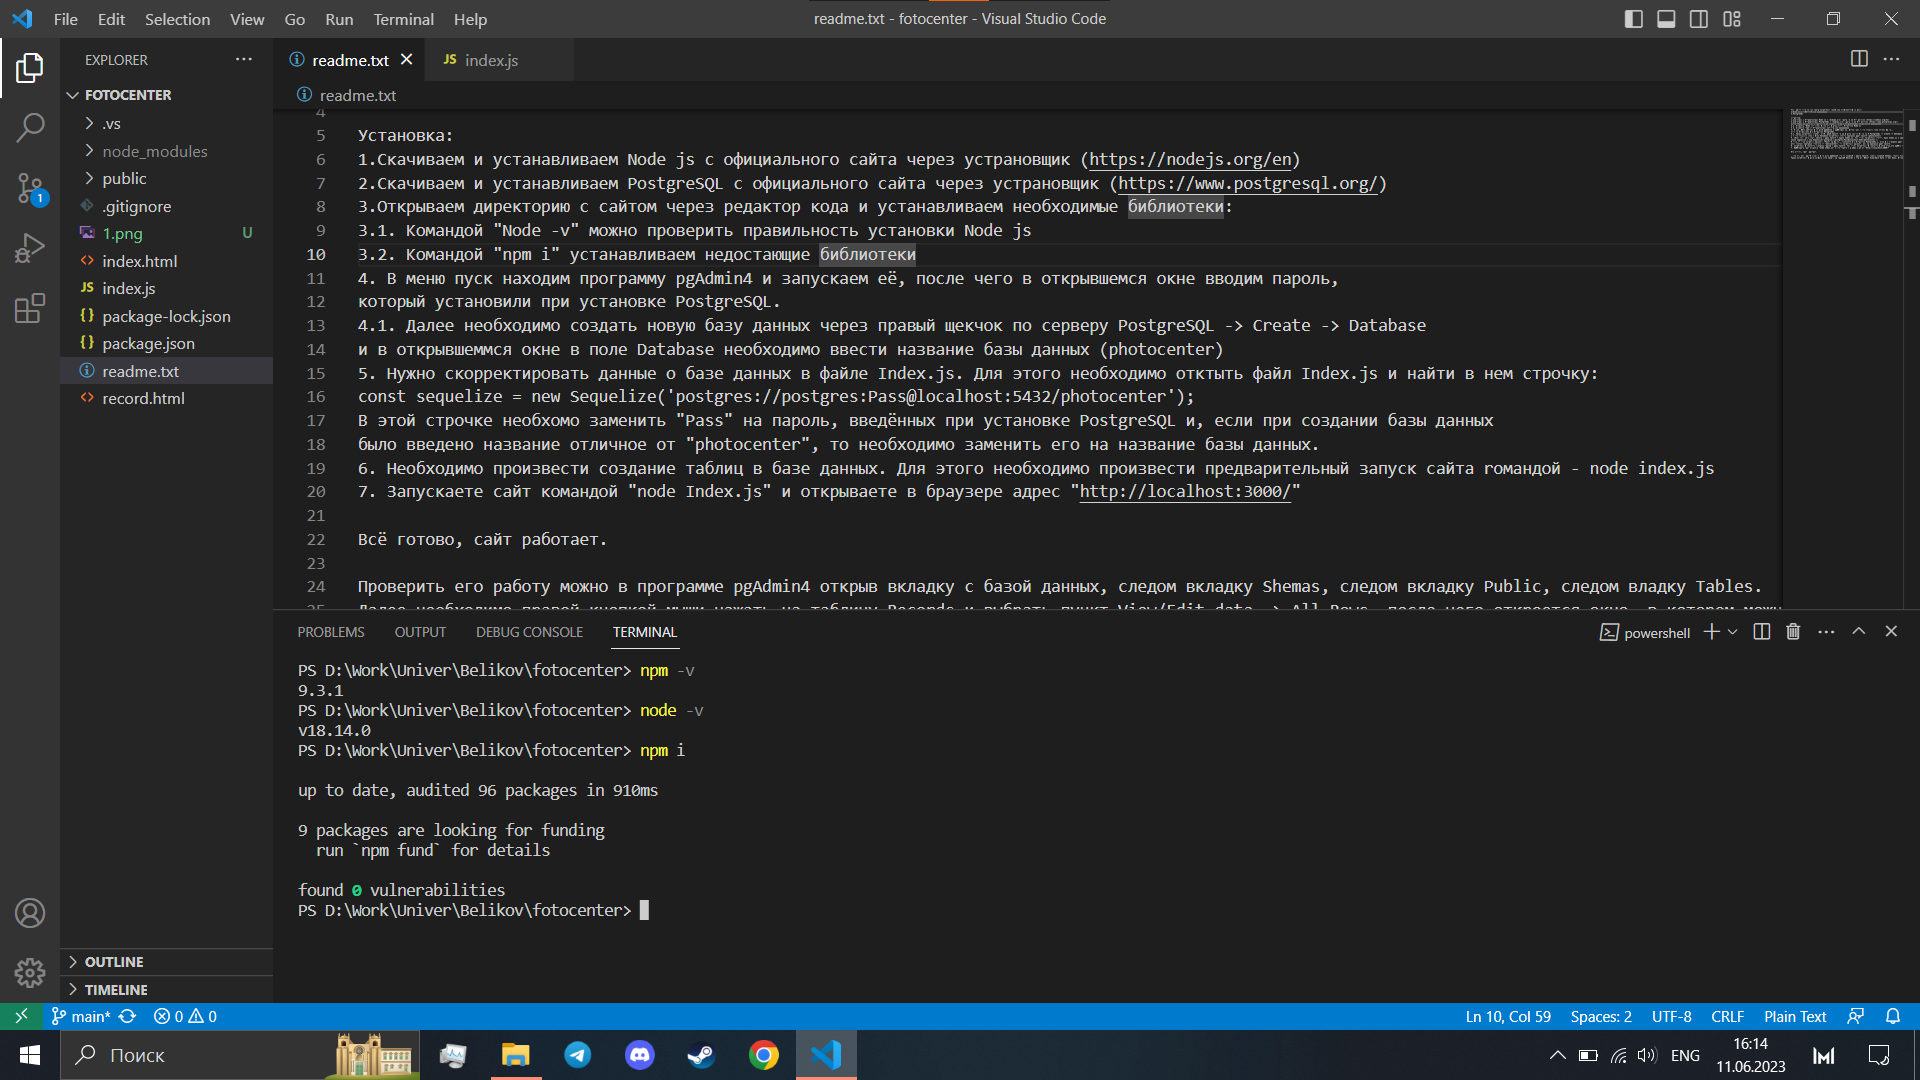 File Edit Selection View Go Run Terminal Help
readme.txt - fotocenter - Visual Studio Code
EXPLORER
FOTOCENTER
.vs
node_modules
public
.gitignore
1.png U
index.html
JS index.js
{} package-lock.json
{} package.json
readme.txt
record.html
OUTLINE
TIMELINE
1
readme.txt
JS index.js
readme.txt
4
5 Установка:
6 1.Скачиваем и устанавливаем Node js с официального сайта через устрановщик (https://nodejs.org/en)
7 2.Скачиваем и устанавливаем PostgreSQL с официального сайта через устрановщик (https://www.postgresql.org/)
8 3.Открываем директорию с сайтом через редактор кода и устанавливаем необходимые библиотеки:
9 3.1. Командой "Node -v" можно проверить правильность установки Node js
10 3.2. Командой "npm i" устанавливаем недостающие библиотеки
11 4. В меню пуск находим программу pgAdmin4 и запускаем её, после чего в открывшемся окне вводим пароль,
12 который установили при установке PostgreSQL.
13 4.1. Далее необходимо создать новую базу данных через правый щекчок по серверу PostgreSQL -> Create -> Database
14 и в открывшеммся окне в поле Database необходимо ввести название базы данных (photocenter)
15 5. Нужно скорректировать данные о базе данных в файле Index.js. Для этого необходимо откtыть файл Index.js и найти в нем строчку:
16 const sequelize = new Sequelize('postgres://postgres:Pass@localhost:5432/photocenter');
17 В этой строчке необхомо заменить "Pass" на пароль, введённых при установке PostgreSQL и, если при создании базы данных
18 было введено название отличное от "photocenter", то необходимо заменить его на название базы данных.
19 6. Необходимо произвести создание таблиц в базе данных. Для этого необходимо произвести предварительный запуск сайта rомандой - node index.js
20 7. Запускаете сайт командой "node Index.js" и открываете в браузере адрес "http://localhost:3000/"
21
22 Всё готово, сайт работает.
23
24 Проверить его работу можно в программе pgAdmin4 открыв вкладку с базой данных, следом вкладку Shemas, следом вкладку Public, следом владку Tables.
PROBLEMS OUTPUT DEBUG CONSOLE TERMINAL
powershell
PS D:\Work\Univer\Belikov\fotocenter> npm -v
9.3.1
PS D:\Work\Univer\Belikov\fotocenter> node -v
v18.14.0
PS D:\Work\Univer\Belikov\fotocenter> npm i
up to date, audited 96 packages in 910ms
9 packages are looking for funding
run `npm fund` for details
found 0 vulnerabilities
PS D:\Work\Univer\Belikov\fotocenter>
main* 0 0
Ln 10, Col 59 Spaces: 2 UTF-8 CRLF Plain Text
Поиск
ENG
16:14
11.06.2023